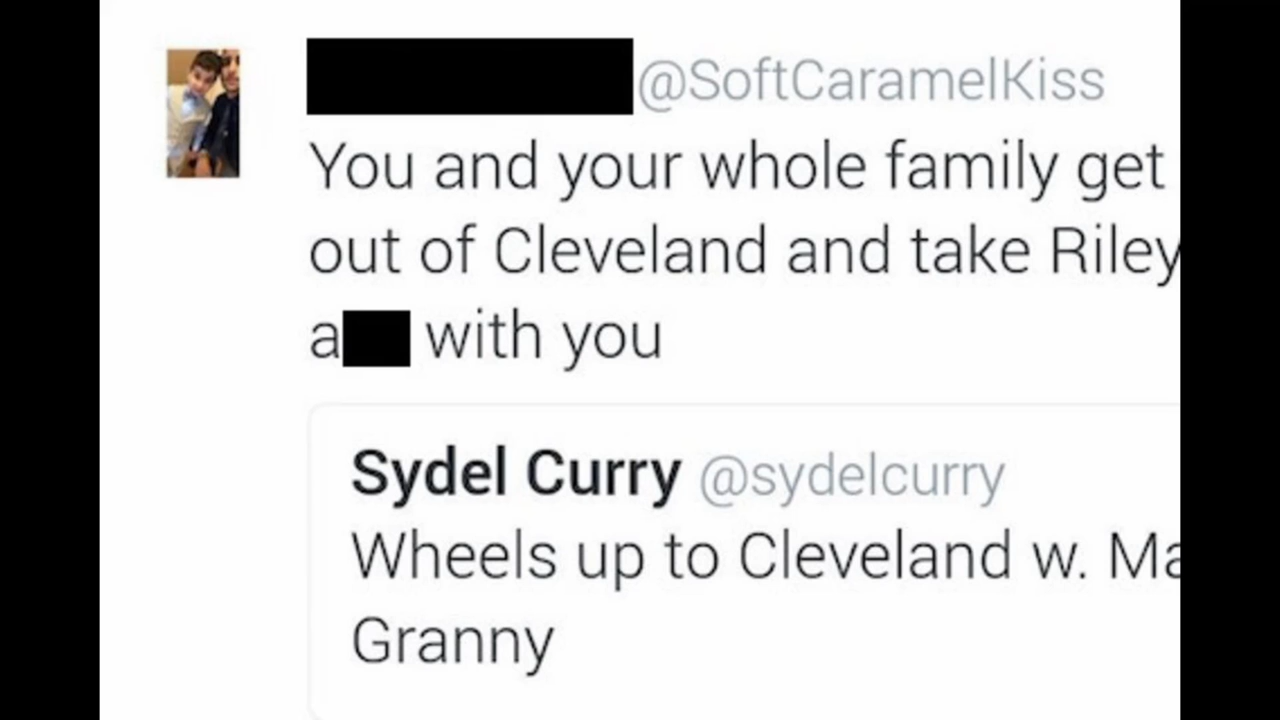 @SoftCaramelKiss
You and your whole family get
out of Cleveland and take Riley
a with you
Sydel Curry @sydelcurry
Wheels up to Cleveland w. Ma
Granny